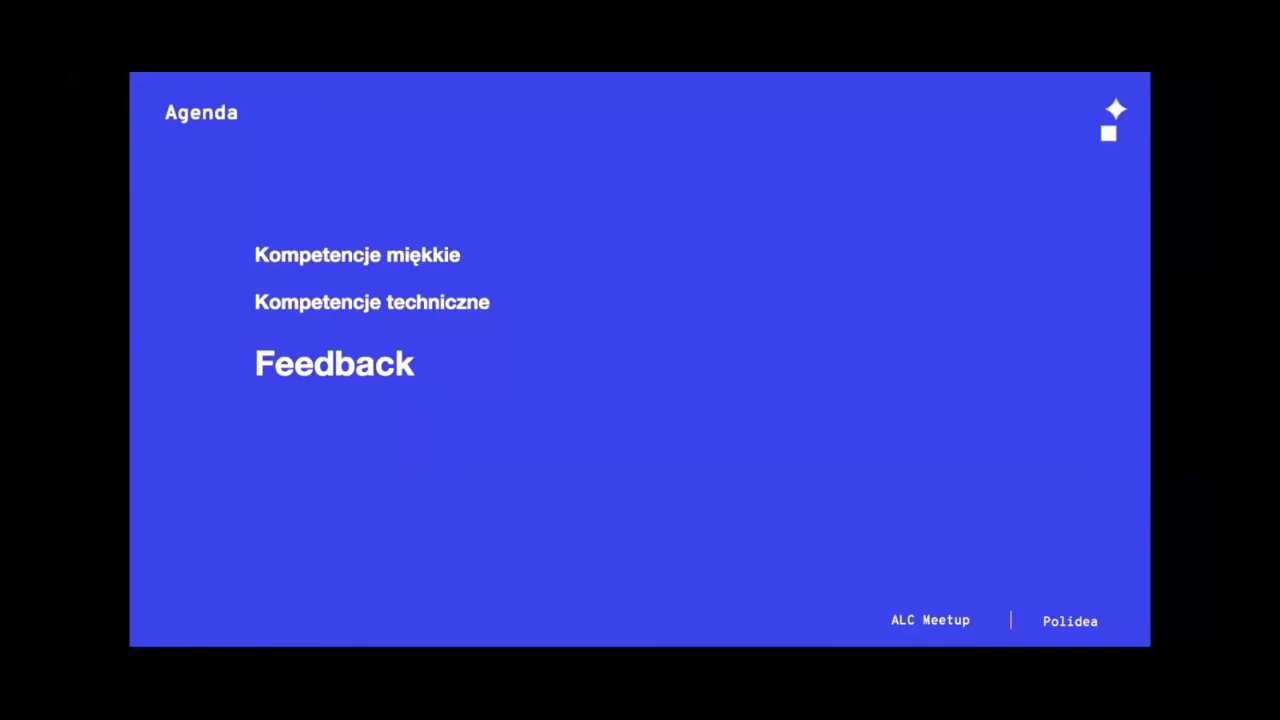 Agenda
Kompetencje miękkie
Kompetencje techniczne
Feedback
ALC Meetup | Polidea